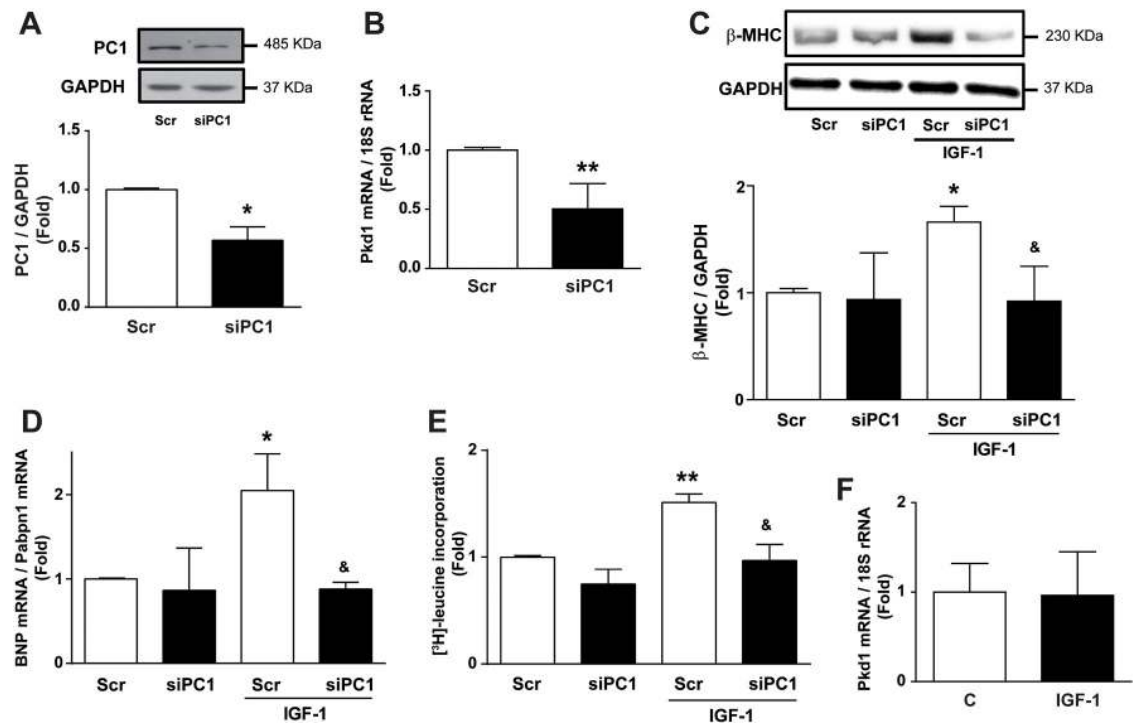 A
PC1
485 KDa
GAPDH
37 KDa
Scr siPC1
PC1 / GAPDH
(Fold)
1.5
1.0
0.5
0.0
*
Scr siPC1
B
Pkd1 mRNA / 18S rRNA
(Fold)
1.5
1.0
0.5
0.0
**
Scr siPC1
C
β-MHC
230 KDa
GAPDH
37 KDa
Scr siPC1 Scr siPC1
IGF-1
β-MHC / GAPDH
(Fold)
2
1
0
*
&
Scr siPC1 Scr siPC1
IGF-1
D
BNP mRNA / Pabpn1 mRNA
(Fold)
2
1
0
*
&
Scr siPC1 Scr siPC1
IGF-1
E
[³H]-leucine incorporation
(Fold)
2
1
0
**
&
Scr siPC1 Scr siPC1
IGF-1
F
Pkd1 mRNA / 18S rRNA
(Fold)
2
1
0
C IGF-1